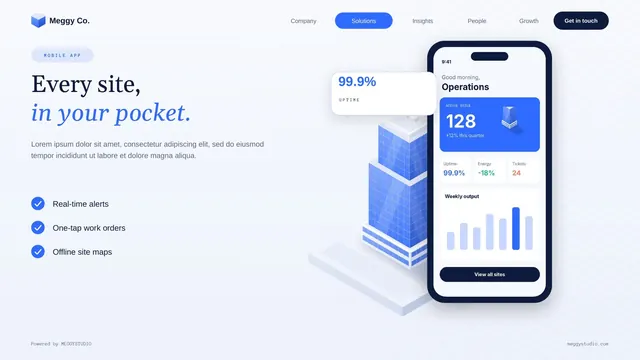 Meggy Co.
Company
Solutions
Insights
People
Growth
Get in touch
MOBILE APP
Every site,
in your pocket.
Lorem ipsum dolor sit amet, consectetur adipiscing elit, sed do eiusmod
tempor incididunt ut labore et dolore magna aliqua.
Real-time alerts
One-tap work orders
Offline site maps
99.9%
UPTIME
9:41
Good morning,
Operations
128
+12% this quarter
Uptime
99.9%
Energy
-18%
Tickets
24
Weekly output
View all sites
Powered by MEGGYSTUDIO
meggystudio.com